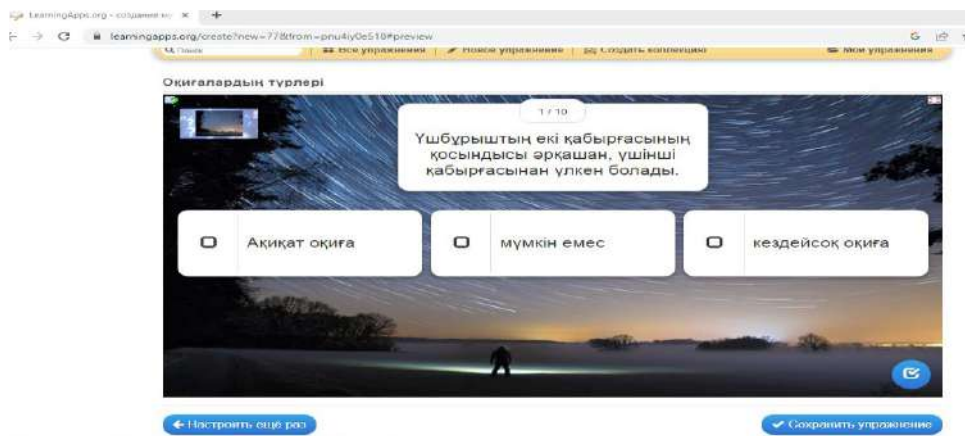 LearningApps.org - создание му
learningapps.org/create?new=77&from=pnu4iy0e518#preview
Поиск Все упражнения Новое упражнение Создать коллекцию Мои упражнения
Оқиғалардың түрлері
1 / 10
Үшбұрыштың екі қабырғасының
қосындысы әрқашан, үшінші
қабырғасынан үлкен болады.
Ақиқат оқиға
мүмкін емес
кездейсоқ оқиға
Настроить ещё раз
Сохранить упражнение